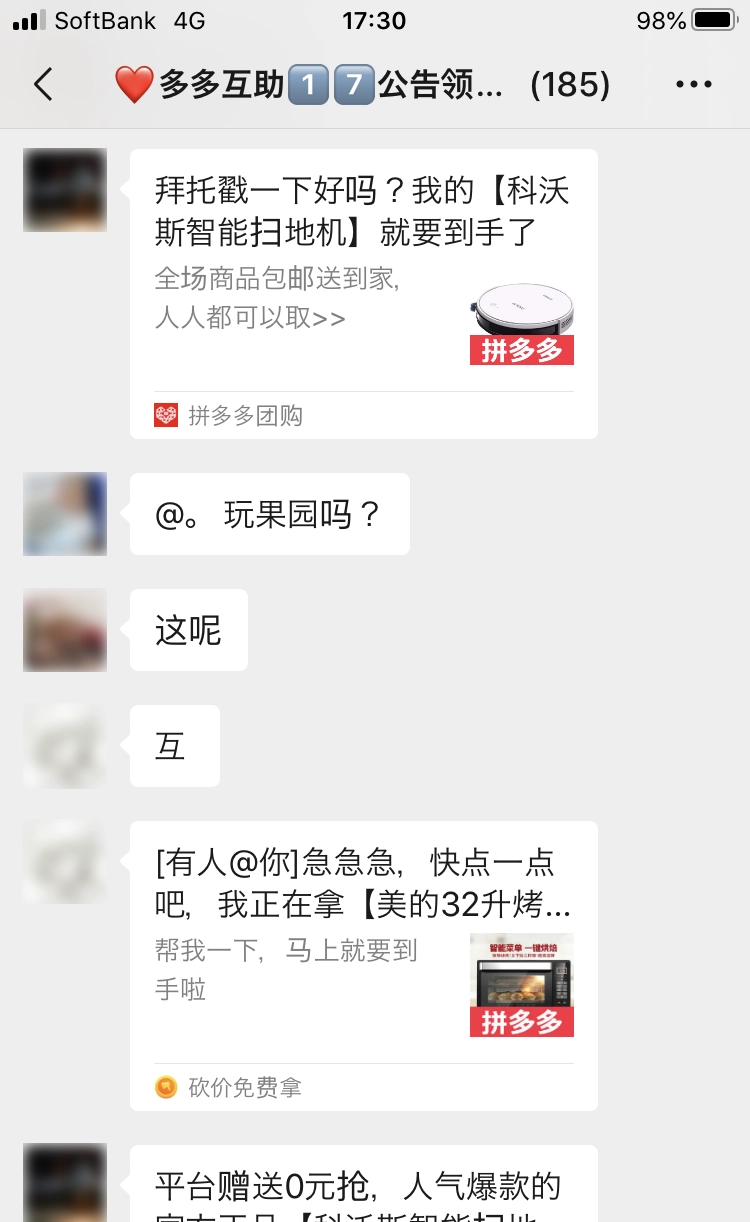 SoftBank 4G 17:30 98%
❤️多多互助1️⃣7️⃣公告领... (185)
拜托戳一下好吗？我的【科沃
斯智能扫地机】就要到手了
全场商品包邮送到家,
人人都可以取>>
拼多多
拼多多团购
@。 玩果园吗？
这呢
互
[有人@你]急急急, 快点一点
吧, 我正在拿【美的32升烤...
帮我一下, 马上就要到
手啦
智能菜单 一键烘焙
拼多多
砍价免费拿
平台赠送0元抢, 人气爆款的